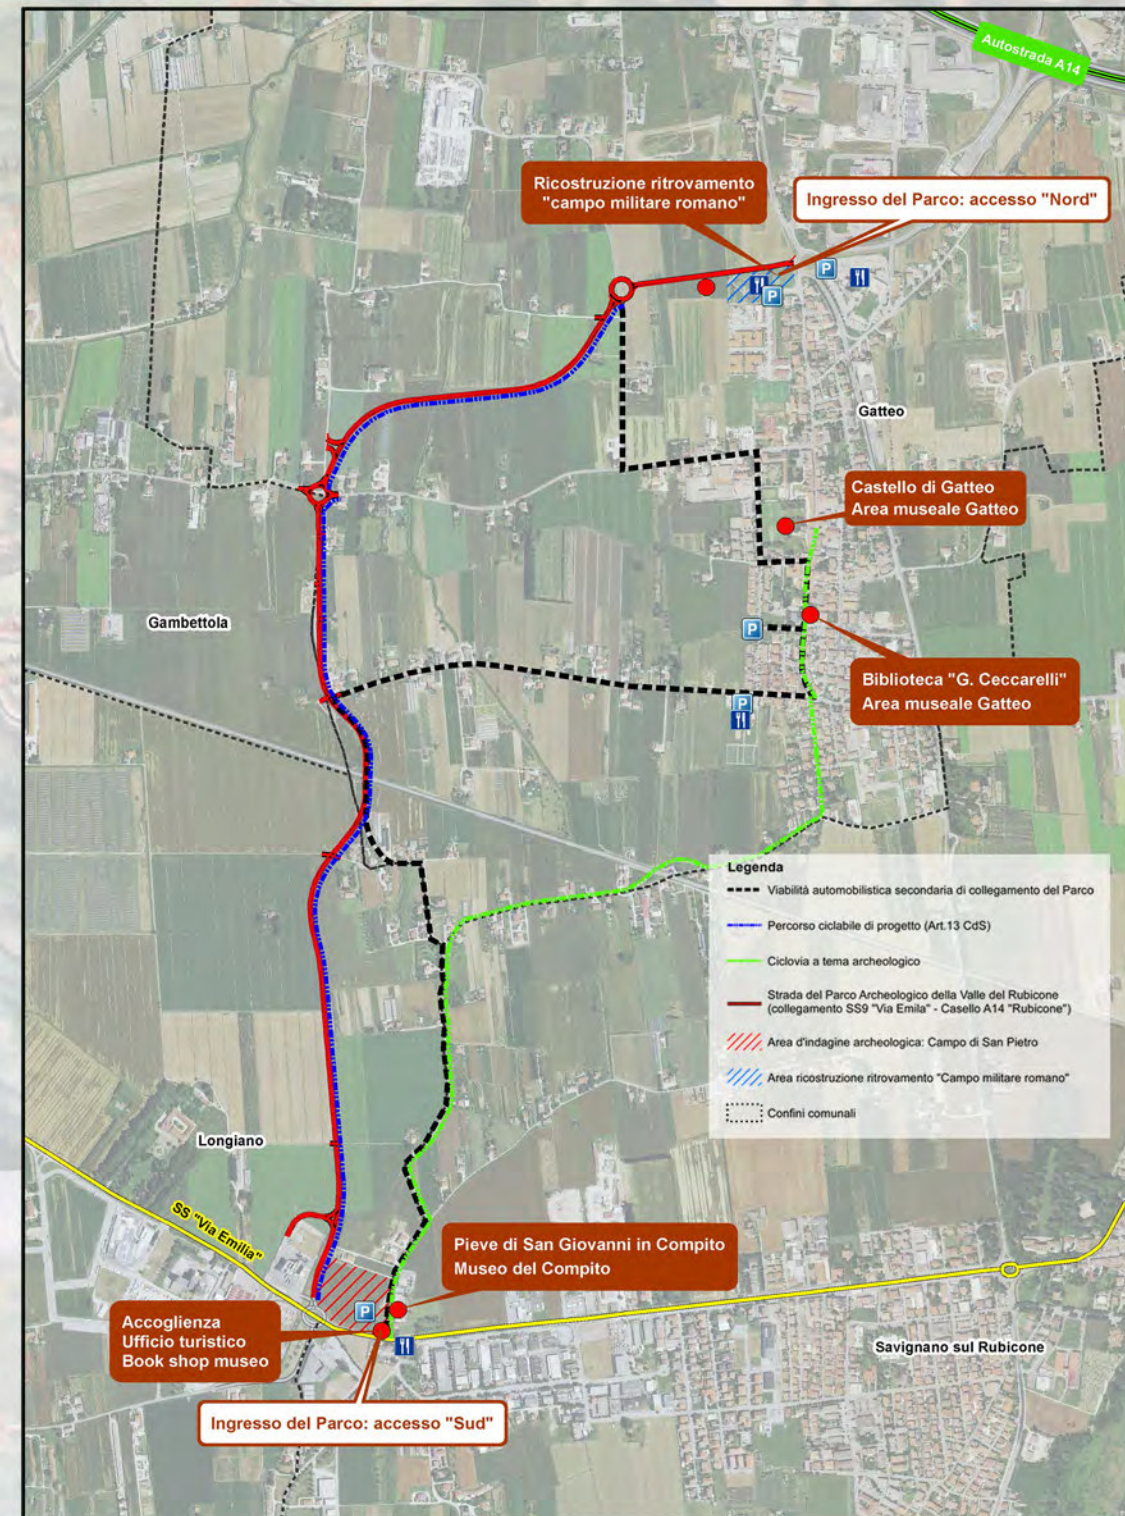 Autostrada A14
Ricostruzione ritrovamento
"campo militare romano"
Ingresso del Parco: accesso "Nord"
P
P
Gatteo
Castello di Gatteo
Area museale Gatteo
Gambettola
P
Biblioteca "G. Ceccarelli"
Area museale Gatteo
P
Legenda
Viabilità automobilistica secondaria di collegamento del Parco
Percorso ciclabile di progetto (Art.13 CdS)
Ciclovia a tema archeologico
Strada del Parco Archeologico della Valle del Rubicone
(collegamento SS9 "Via Emila" - Casello A14 "Rubicone")
Area d'indagine archeologica: Campo di San Pietro
Area ricostruzione ritrovamento "Campo militare romano"
Confini comunali
Longiano
SS "Via Emilia"
Pieve di San Giovanni in Compito
Museo del Compito
P
Accoglienza
Ufficio turistico
Book shop museo
Savignano sul Rubicone
Ingresso del Parco: accesso "Sud"